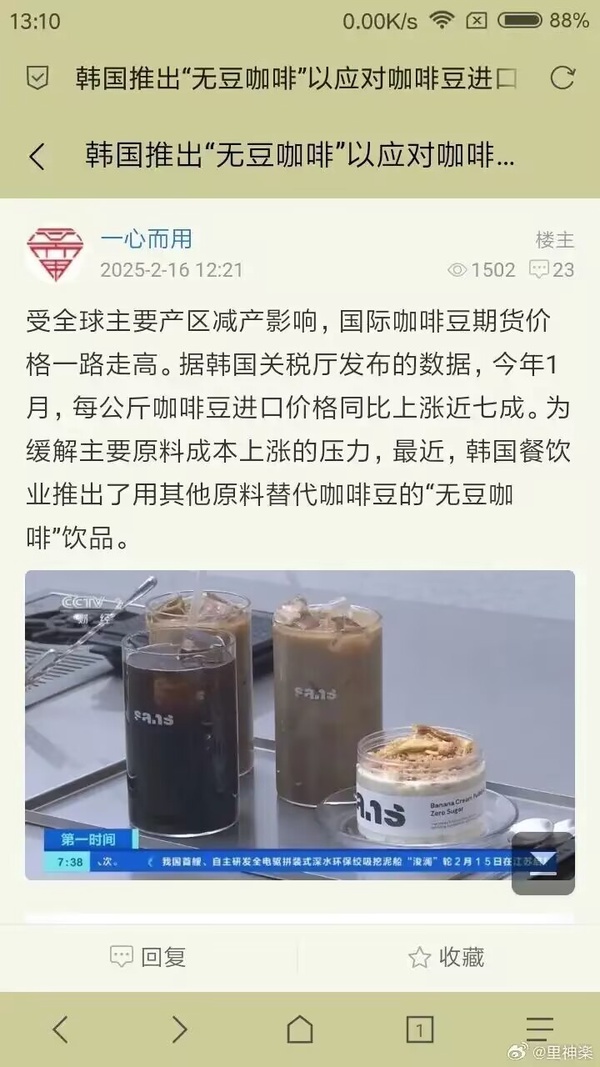 13:10
0.00K/s
88%
韩国推出“无豆咖啡”以应对咖啡豆进口
韩国推出“无豆咖啡”以应对咖啡...
一心而用
楼主
2025-2-16 12:21
1502
23
受全球主要产区减产影响，国际咖啡豆期货价
格一路走高。据韩国关税厅发布的数据，今年1
月，每公斤咖啡豆进口价格同比上涨近七成。为
缓解主要原料成本上涨的压力，最近，韩国餐饮
业推出了用其他原料替代咖啡豆的“无豆咖
啡”饮品。
CCTV 2
财经
sans
sans
Banana Cream
Zero Sugar
第一时间
7:38
次。
《 我国首艘、自主研发全电驱拼装式深水环保绞吸挖泥船“浚澜”轮2月15日在江苏启
回复
收藏
1
@里神楽